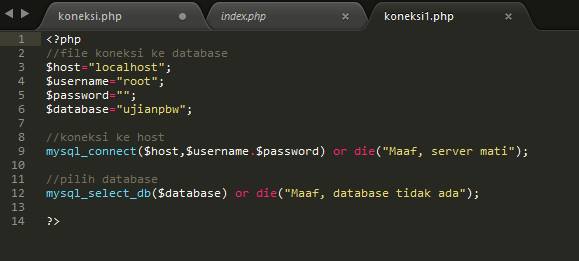 koneksi.php
index.php
koneksi1.php
1 <?php
2 //file koneksi ke database
3 $host="localhost";
4 $username="root";
5 $password="";
6 $database="ujianpbw";
7
8 //koneksi ke host
9 mysql_connect($host,$username.$password) or die("Maaf, server mati");
10
11 //pilih database
12 mysql_select_db($database) or die("Maaf, database tidak ada");
13
14 ?>